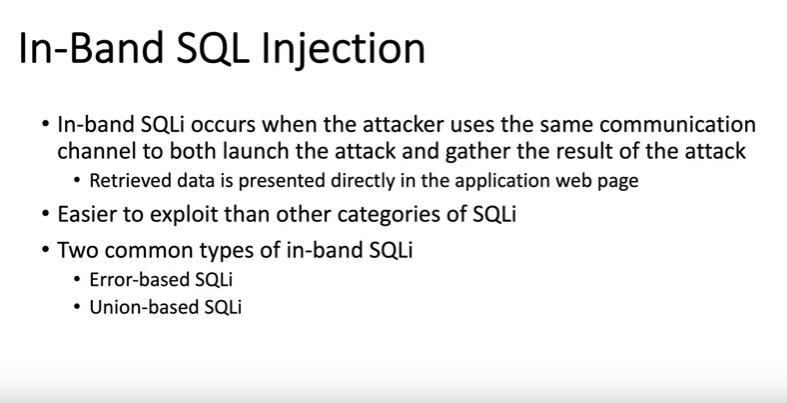 In-Band SQL Injection
• In-band SQLi occurs when the attacker uses the same communication
channel to both launch the attack and gather the result of the attack
• Retrieved data is presented directly in the application web page
• Easier to exploit than other categories of SQLi
• Two common types of in-band SQLi
• Error-based SQLi
• Union-based SQLi